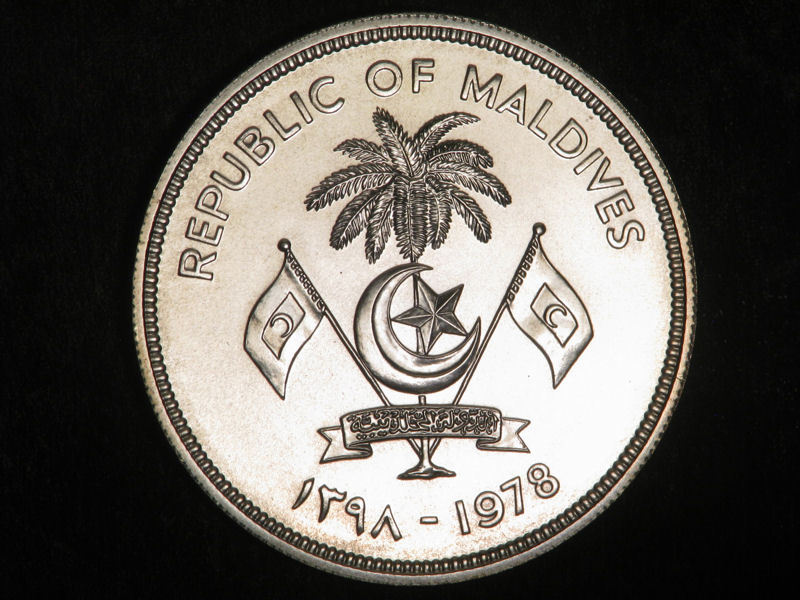 REPUBLIC OF MALDIVES
١٣٩٨ - 1978